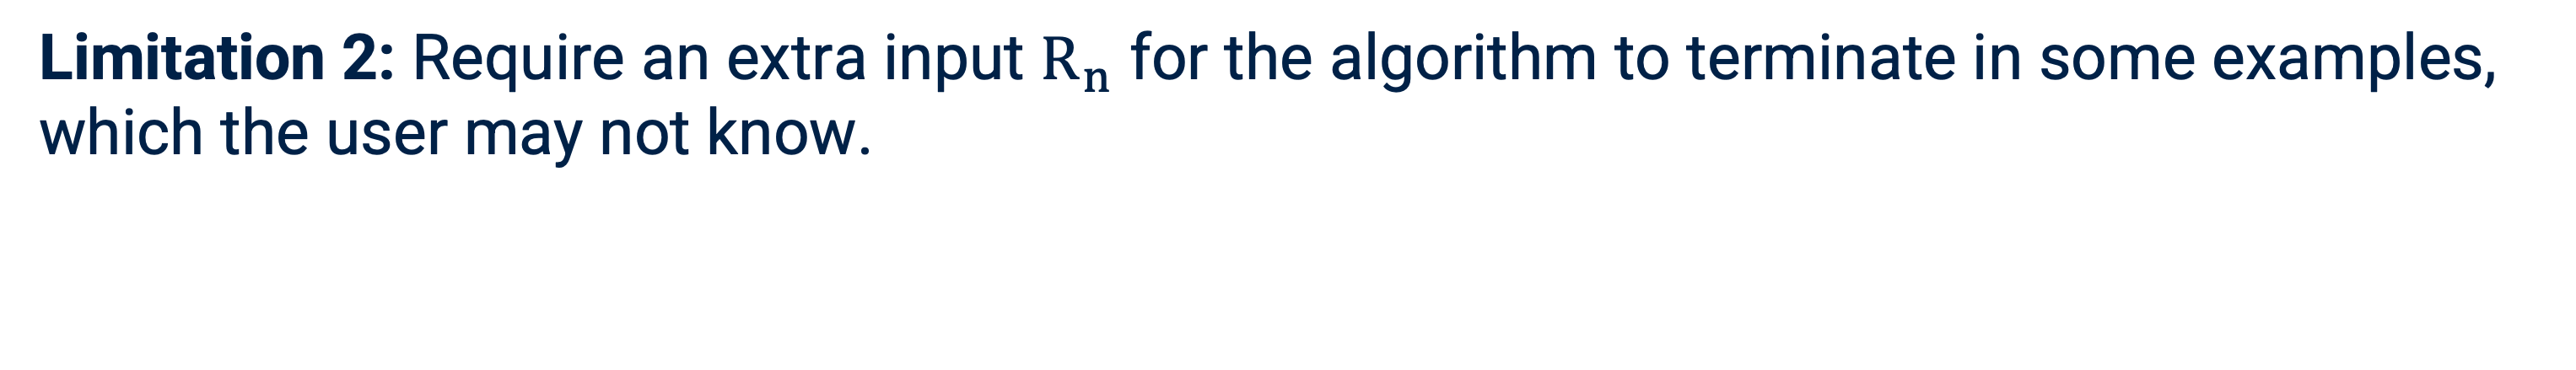 Limitation 2: Require an extra input Rₙ for the algorithm to terminate in some examples,
which the user may not know.